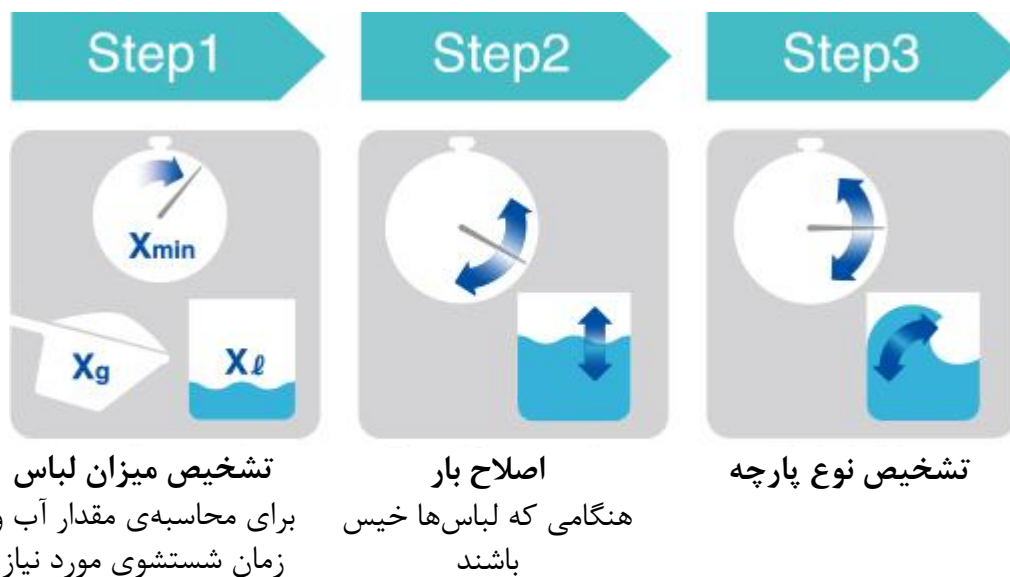 Step1
Step2
Step3
Xmin
Xg
Xℓ
تشخیص میزان لباس
برای محاسبه‌ی مقدار آب و
زمان شستشوی مورد نیاز
اصلاح بار
هنگامی که لباس‌ها خیس
باشند
تشخیص نوع پارچه